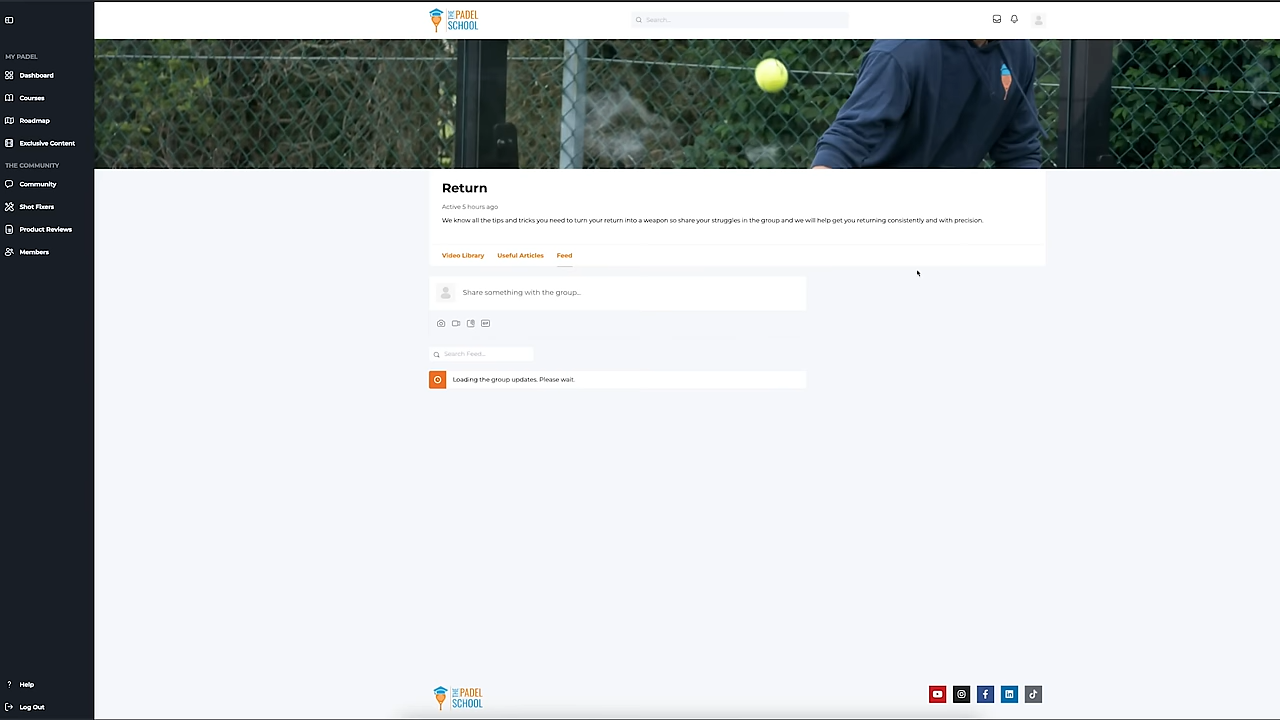 THE PADEL SCHOOL
Search...
MY PADEL
Dashboard
Courses
Roadmap
Exclusive Content
THE COMMUNITY
Community
Shot Fixers
Product Reviews
Members
Return
Active 5 hours ago
We know all the tips and tricks you need to turn your return into a weapon so share your struggles in the group and we will help get you returning consistently and with precision.
Video Library
Useful Articles
Feed
Share something with the group...
GIF
Search Feed...
Loading the group updates. Please wait.
Help
Log Out
THE PADEL SCHOOL